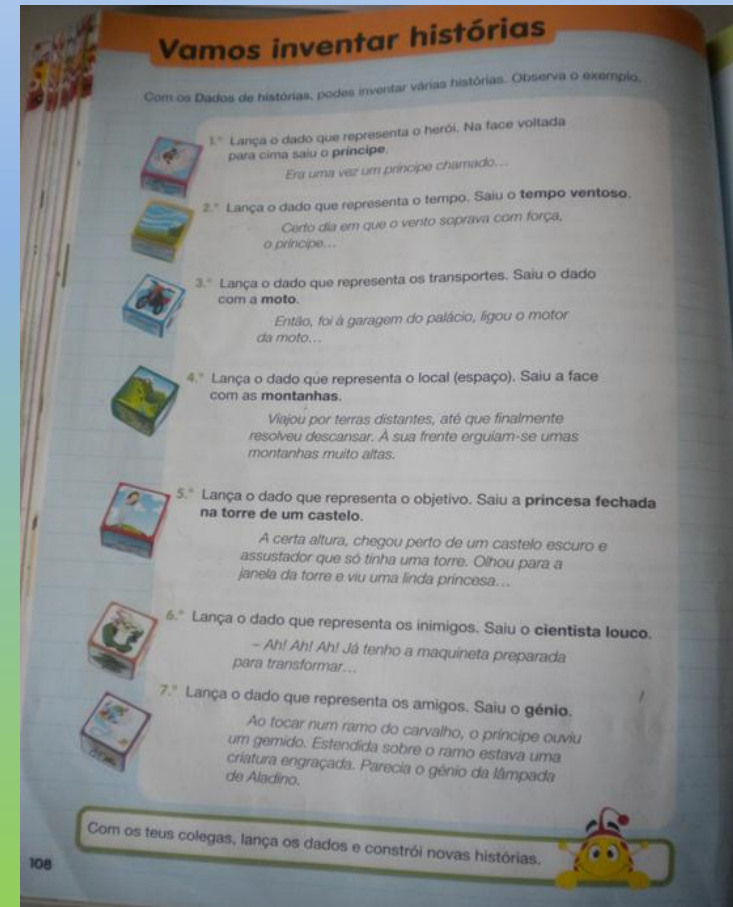 Vamos inventar histórias
Com os Dados de histórias, podes inventar várias histórias. Observa o exemplo.
1.º Lança o dado que representa o herói. Na face voltada
para cima saiu o príncipe.
Era uma vez um príncipe chamado...
2.º Lança o dado que representa o tempo. Saiu o tempo ventoso.
Certo dia em que o vento soprava com força,
o príncipe...
3.º Lança o dado que representa os transportes. Saiu o dado
com a moto.
Então, foi à garagem do palácio, ligou o motor
da moto...
4.º Lança o dado que representa o local (espaço). Saiu a face
com as montanhas.
Viajou por terras distantes, até que finalmente
resolveu descansar. À sua frente erguiam-se umas
montanhas muito altas.
5.º Lança o dado que representa o objetivo. Saiu a princesa fechada
na torre de um castelo.
A certa altura, chegou perto de um castelo escuro e
assustador que só tinha uma torre. Olhou para a
janela da torre e viu uma linda princesa...
6.º Lança o dado que representa os inimigos. Saiu o cientista louco.
– Ah! Ah! Ah! Já tenho a maquineta preparada
para transformar...
7.º Lança o dado que representa os amigos. Saiu o génio.
Ao tocar num ramo do carvalho, o príncipe ouviu
um gemido. Estendida sobre o ramo estava uma
criatura engraçada. Parecia o génio da lâmpada
de Aladino.
Com os teus colegas, lança os dados e constrói novas histórias.
108